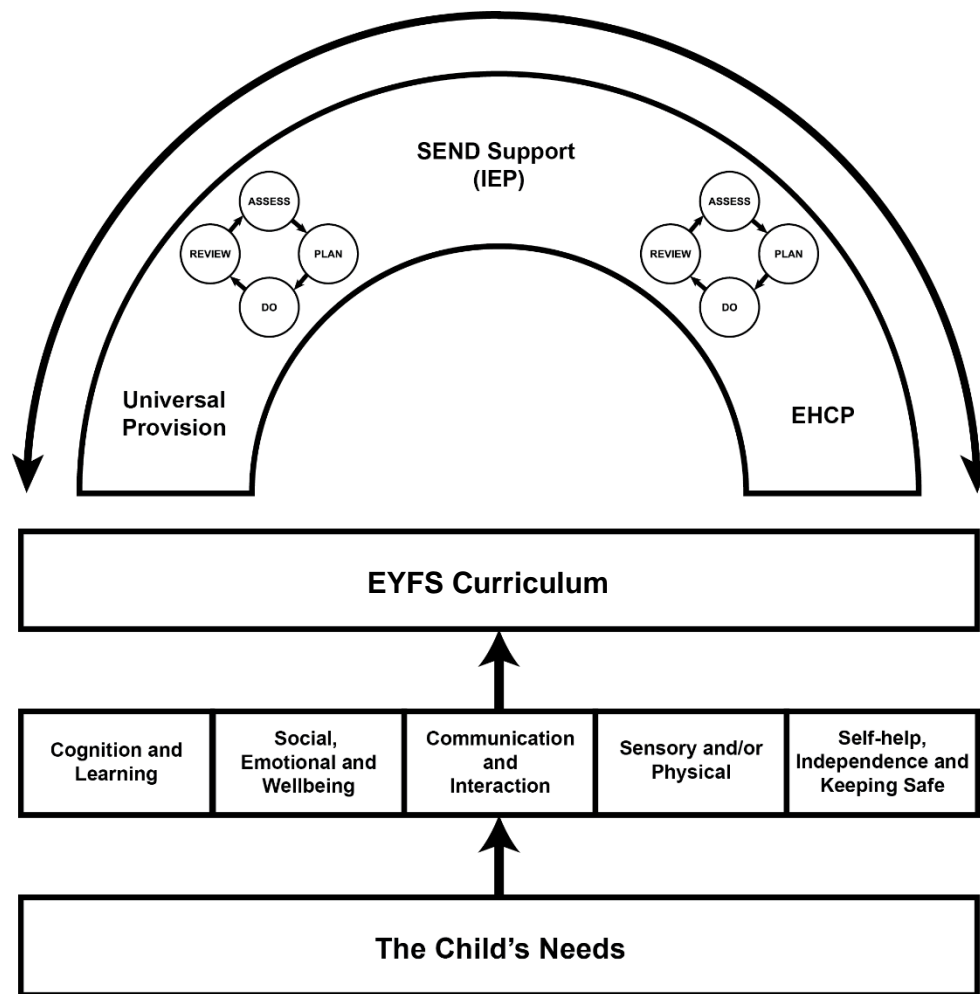 SEND Support
(IEP)
ASSESS
REVIEW
PLAN
DO
ASSESS
REVIEW
PLAN
DO
Universal
Provision
EHCP
EYFS Curriculum
Cognition and
Learning
Social,
Emotional and
Wellbeing
Communication
and
Interaction
Sensory and/or
Physical
Self-help,
Independence and
Keeping Safe
The Child's Needs